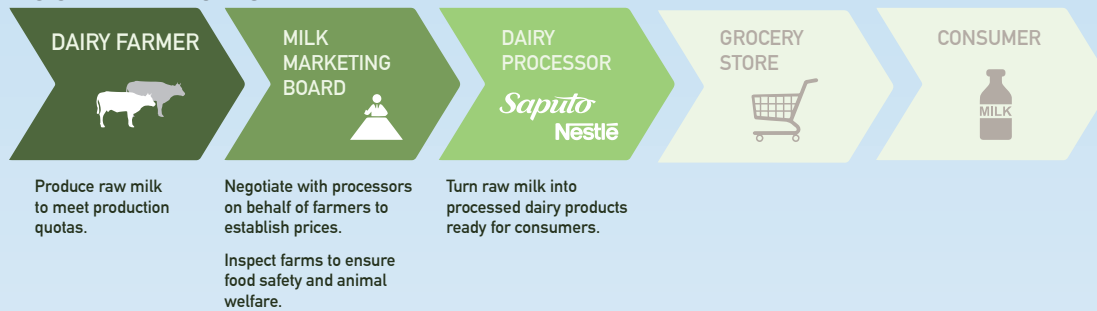 DAIRY FARMER
MILK
MARKETING
BOARD
DAIRY
PROCESSOR
Saputo
Nestlé
GROCERY
STORE
CONSUMER
MILK
Produce raw milk
to meet production
quotas.
Negotiate with processors
on behalf of farmers to
establish prices.
Inspect farms to ensure
food safety and animal
welfare.
Turn raw milk into
processed dairy products
ready for consumers.